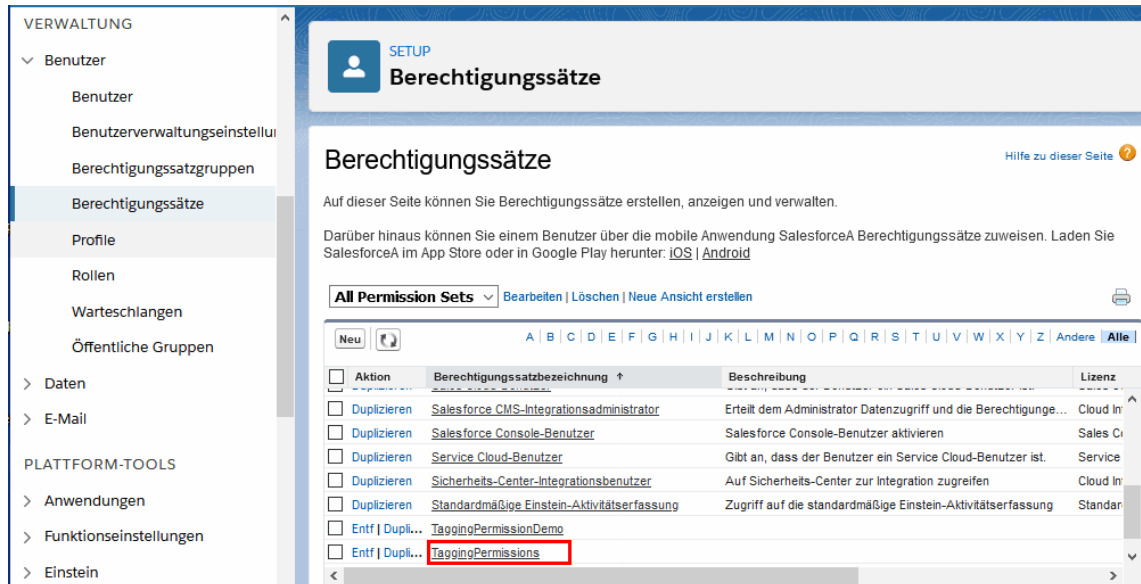 VERWALTUNG
Benutzer
Benutzer
Benutzerverwaltungseinstellu
Berechtigungssatzgruppen
Berechtigungssätze
Profile
Rollen
Warteschlangen
Öffentliche Gruppen
Daten
E-Mail
PLATTFORM-TOOLS
Anwendungen
Funktionseinstellungen
Einstein
SETUP
Berechtigungssätze
Berechtigungssätze
Hilfe zu dieser Seite ?
Auf dieser Seite können Sie Berechtigungssätze erstellen, anzeigen und verwalten.
Darüber hinaus können Sie einem Benutzer über die mobile Anwendung SalesforceA Berechtigungssätze zuweisen. Laden Sie
SalesforceA im App Store oder in Google Play herunter: iOS | Android
All Permission Sets Bearbeiten | Löschen | Neue Ansicht erstellen
Neu A | B | C | D | E | F | G | H | I | J | K | L | M | N | O | P | Q | R | S | T | U | V | W | X | Y | Z | Andere | Alle |
Aktion Berechtigungssatzbezeichnung ↑ Beschreibung Lizenz
Duplizieren Salesforce CMS-Integrationsadministrator Erteilt dem Administrator Datenzugriff und die Berechtigunge... Cloud In
Duplizieren Salesforce Console-Benutzer Salesforce Console-Benutzer aktivieren Sales C
Duplizieren Service Cloud-Benutzer Gibt an, dass der Benutzer ein Service Cloud-Benutzer ist. Service
Duplizieren Sicherheits-Center-Integrationsbenutzer Auf Sicherheits-Center zur Integration zugreifen Cloud In
Duplizieren Standardmäßige Einstein-Aktivitätserfassung Zugriff auf die standardmäßige Einstein-Aktivitätserfassung Standar
Entf | Dupli... TaggingPermissionDemo
Entf | Dupli... TaggingPermissions